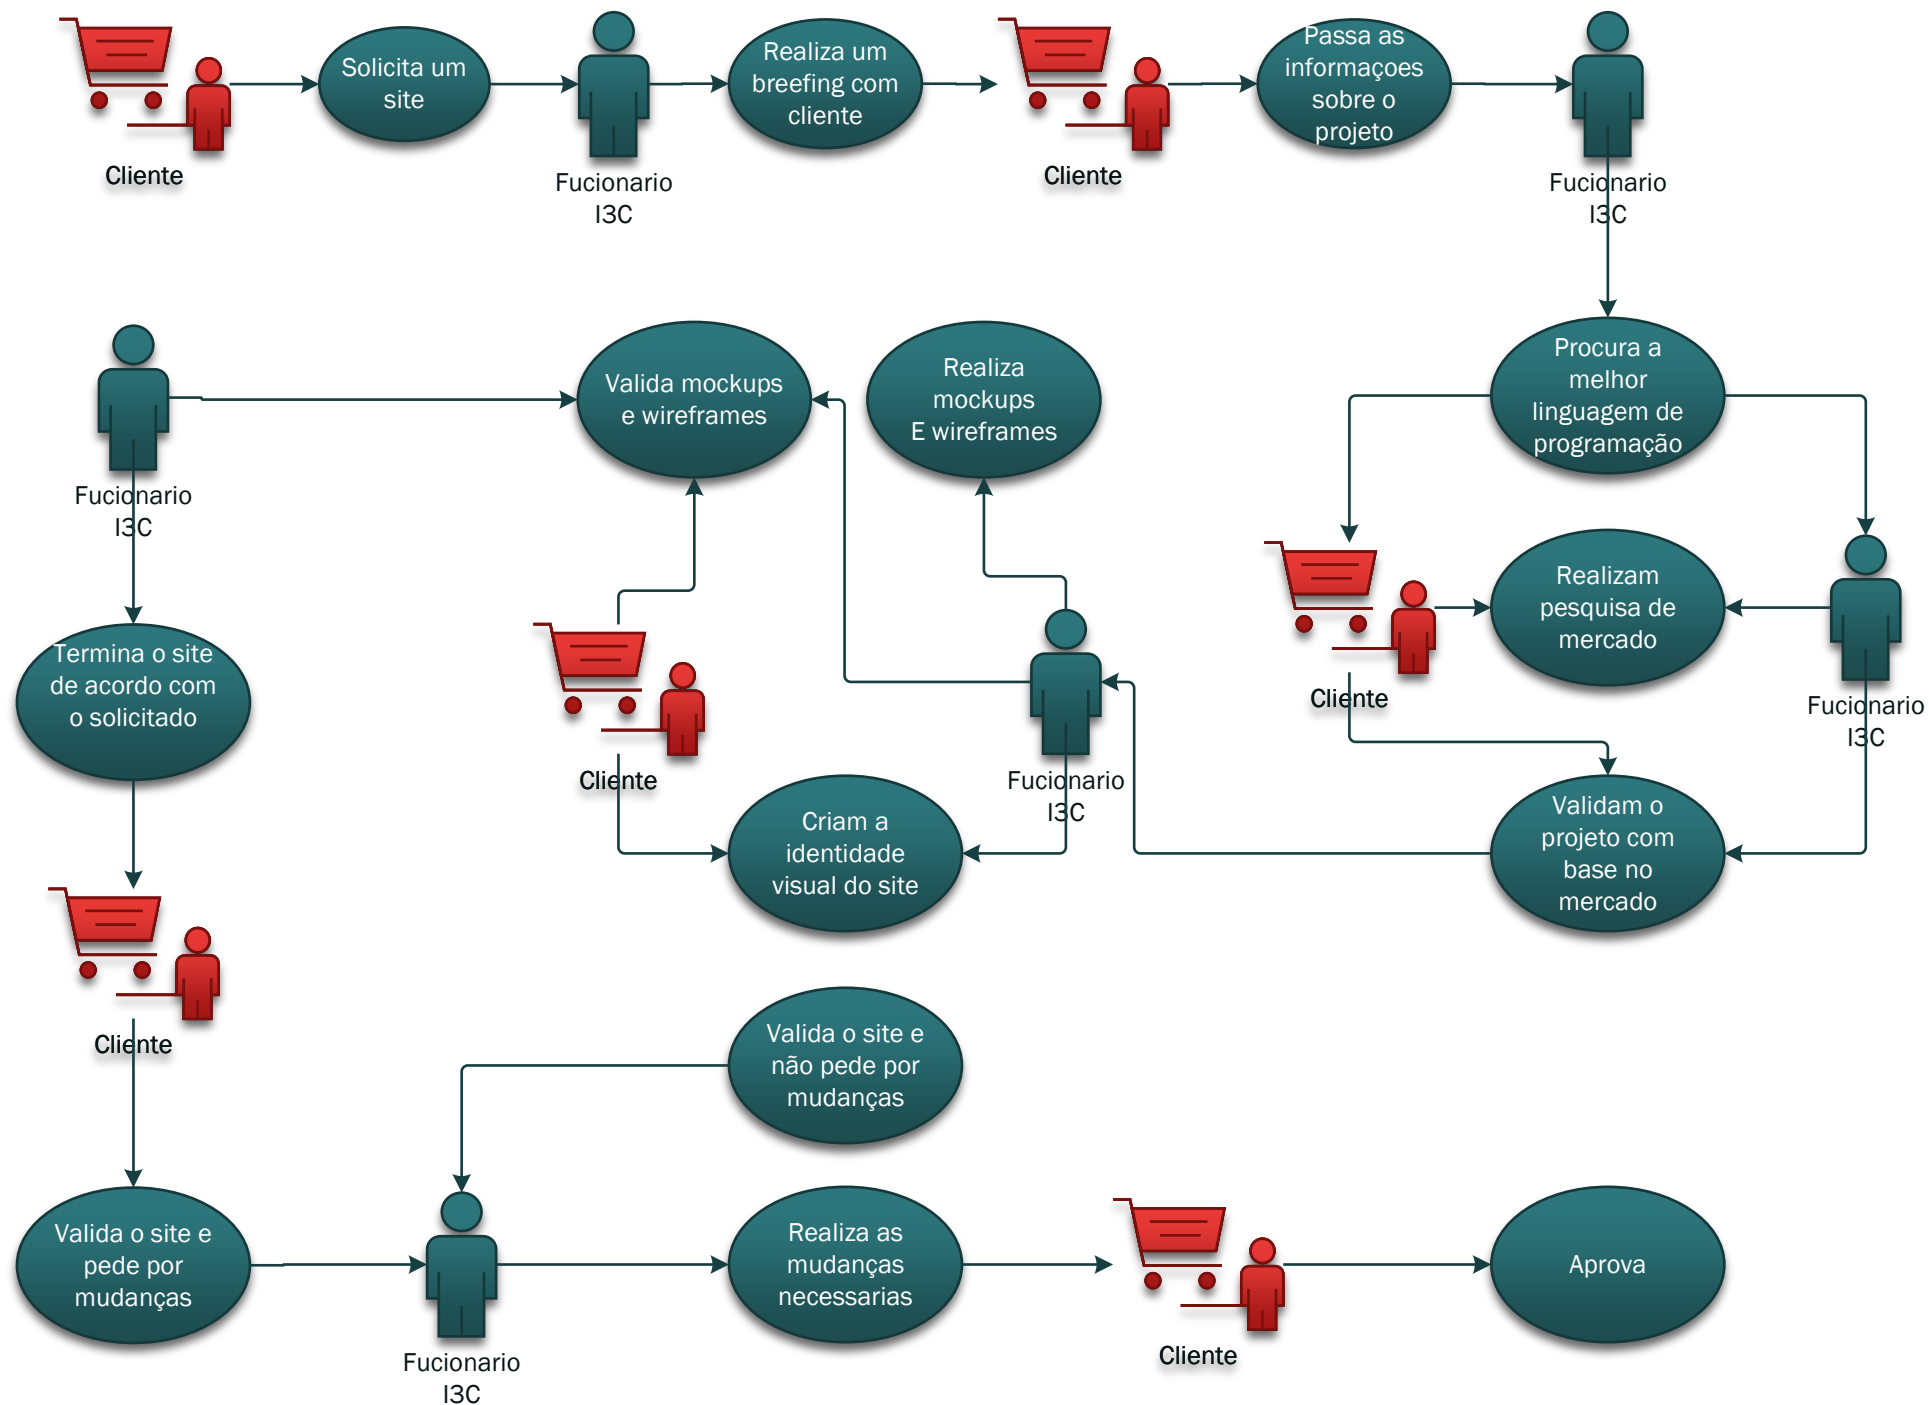 Cliente
Solicita um
site
Fucionario
I3C
Realiza um
breefing com
cliente
Cliente
Passa as
informaçoes
sobre o
projeto
Fucionario
I3C
Procura a
melhor
linguagem de
programação
Cliente
Realizam
pesquisa de
mercado
Fucionario
I3C
Validam o
projeto com
base no
mercado
Fucionario
I3C
Realiza
mockups
E wireframes
Valida mockups
e wireframes
Cliente
Criam a
identidade
visual do site
Fucionario
I3C
Termina o site
de acordo com
o solicitado
Cliente
Valida o site e
pede por
mudanças
Valida o site e
não pede por
mudanças
Fucionario
I3C
Realiza as
mudanças
necessarias
Cliente
Aprova